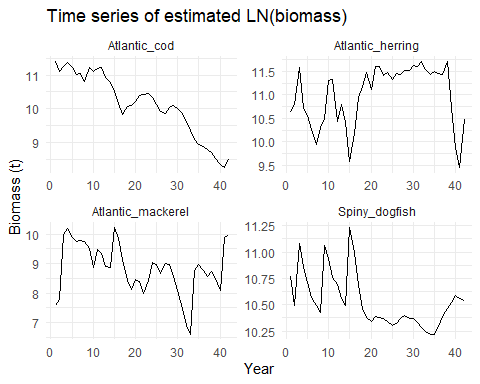 Time series of estimated LN(biomass)
Atlantic_cod
Atlantic_herring
11
10
9
0 10 20 30 40
11.5
11.0
10.5
10.0
9.5
0 10 20 30 40
Biomass (t)
Atlantic_mackerel
Spiny_dogfish
10
9
8
7
0 10 20 30 40
11.25
11.00
10.75
10.50
10.25
0 10 20 30 40
Year